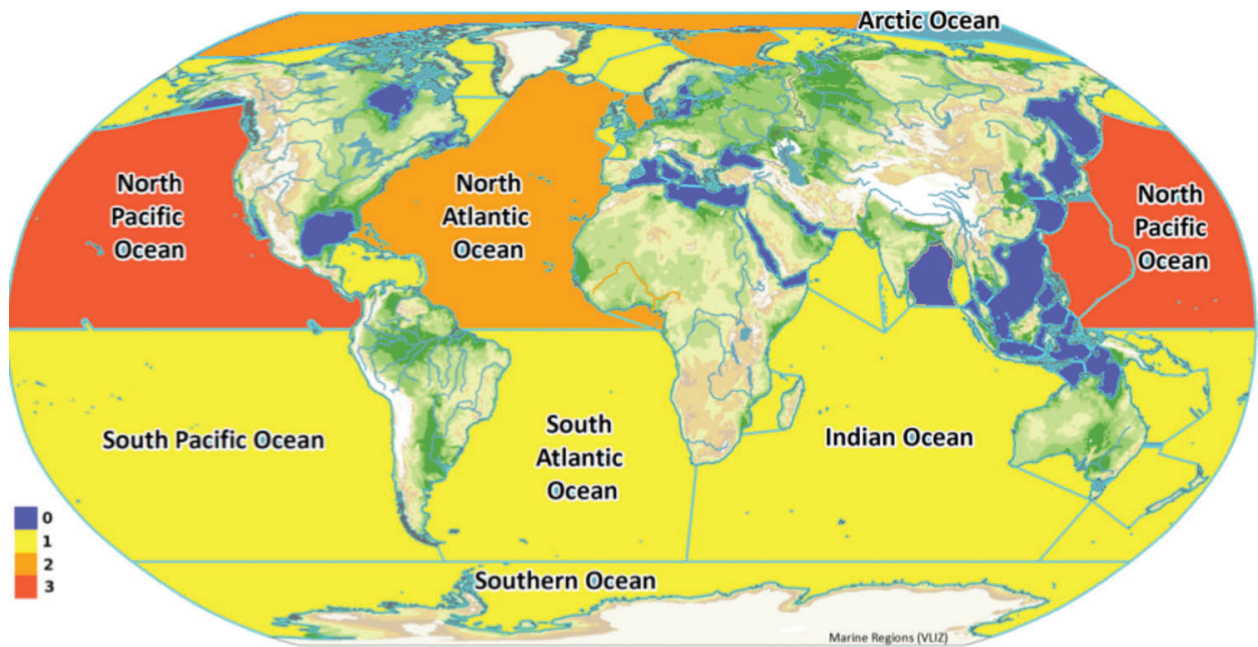 Arctic Ocean
North
Pacific
Ocean
North
Atlantic
Ocean
North
Pacific
Ocean
South Pacific Ocean
South
Atlantic
Ocean
Indian Ocean
0
1
2
3
Southern Ocean
Marine Regions (VLIZ)